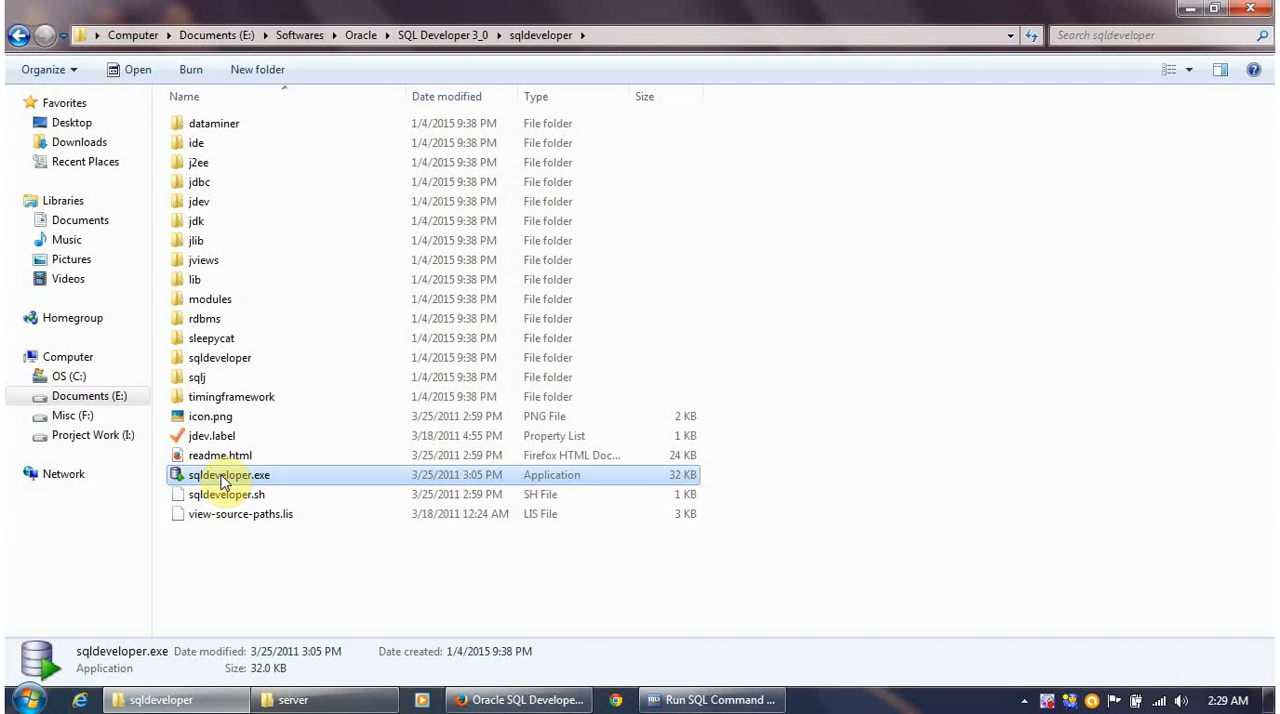 Computer Documents (E:) Softwares Oracle SQL Developer 3_0 sqldeveloper Search sqldeveloper
Organize Open Burn New folder
Name Date modified Type Size
Favorites
Desktop
Downloads
Recent Places
Libraries
Documents
Music
Pictures
Videos
Homegroup
Computer
OS (C:)
Documents (E:)
Misc (F:)
Project Work (I:)
Network
dataminer 1/4/2015 9:38 PM File folder
ide 1/4/2015 9:38 PM File folder
j2ee 1/4/2015 9:38 PM File folder
jdbc 1/4/2015 9:38 PM File folder
jdev 1/4/2015 9:38 PM File folder
jdk 1/4/2015 9:38 PM File folder
jlib 1/4/2015 9:38 PM File folder
jviews 1/4/2015 9:38 PM File folder
lib 1/4/2015 9:38 PM File folder
modules 1/4/2015 9:38 PM File folder
rdbms 1/4/2015 9:38 PM File folder
sleepycat 1/4/2015 9:38 PM File folder
sqldeveloper 1/4/2015 9:38 PM File folder
sqlj 1/4/2015 9:38 PM File folder
timingframework 1/4/2015 9:38 PM File folder
icon.png 3/25/2011 2:59 PM PNG File 2 KB
jdev.label 3/18/2011 4:55 PM Property List 1 KB
readme.html 3/25/2011 2:59 PM Firefox HTML Doc... 24 KB
sqldeveloper.exe 3/25/2011 3:05 PM Application 32 KB
sqldeveloper.sh 3/25/2011 2:59 PM SH File 1 KB
view-source-paths.lis 3/18/2011 12:24 AM LIS File 3 KB
sqldeveloper.exe Date modified: 3/25/2011 3:05 PM Date created: 1/4/2015 9:38 PM
Application Size: 32.0 KB
sqldeveloper server Oracle SQL Develope... Run SQL Command ... 2:29 AM